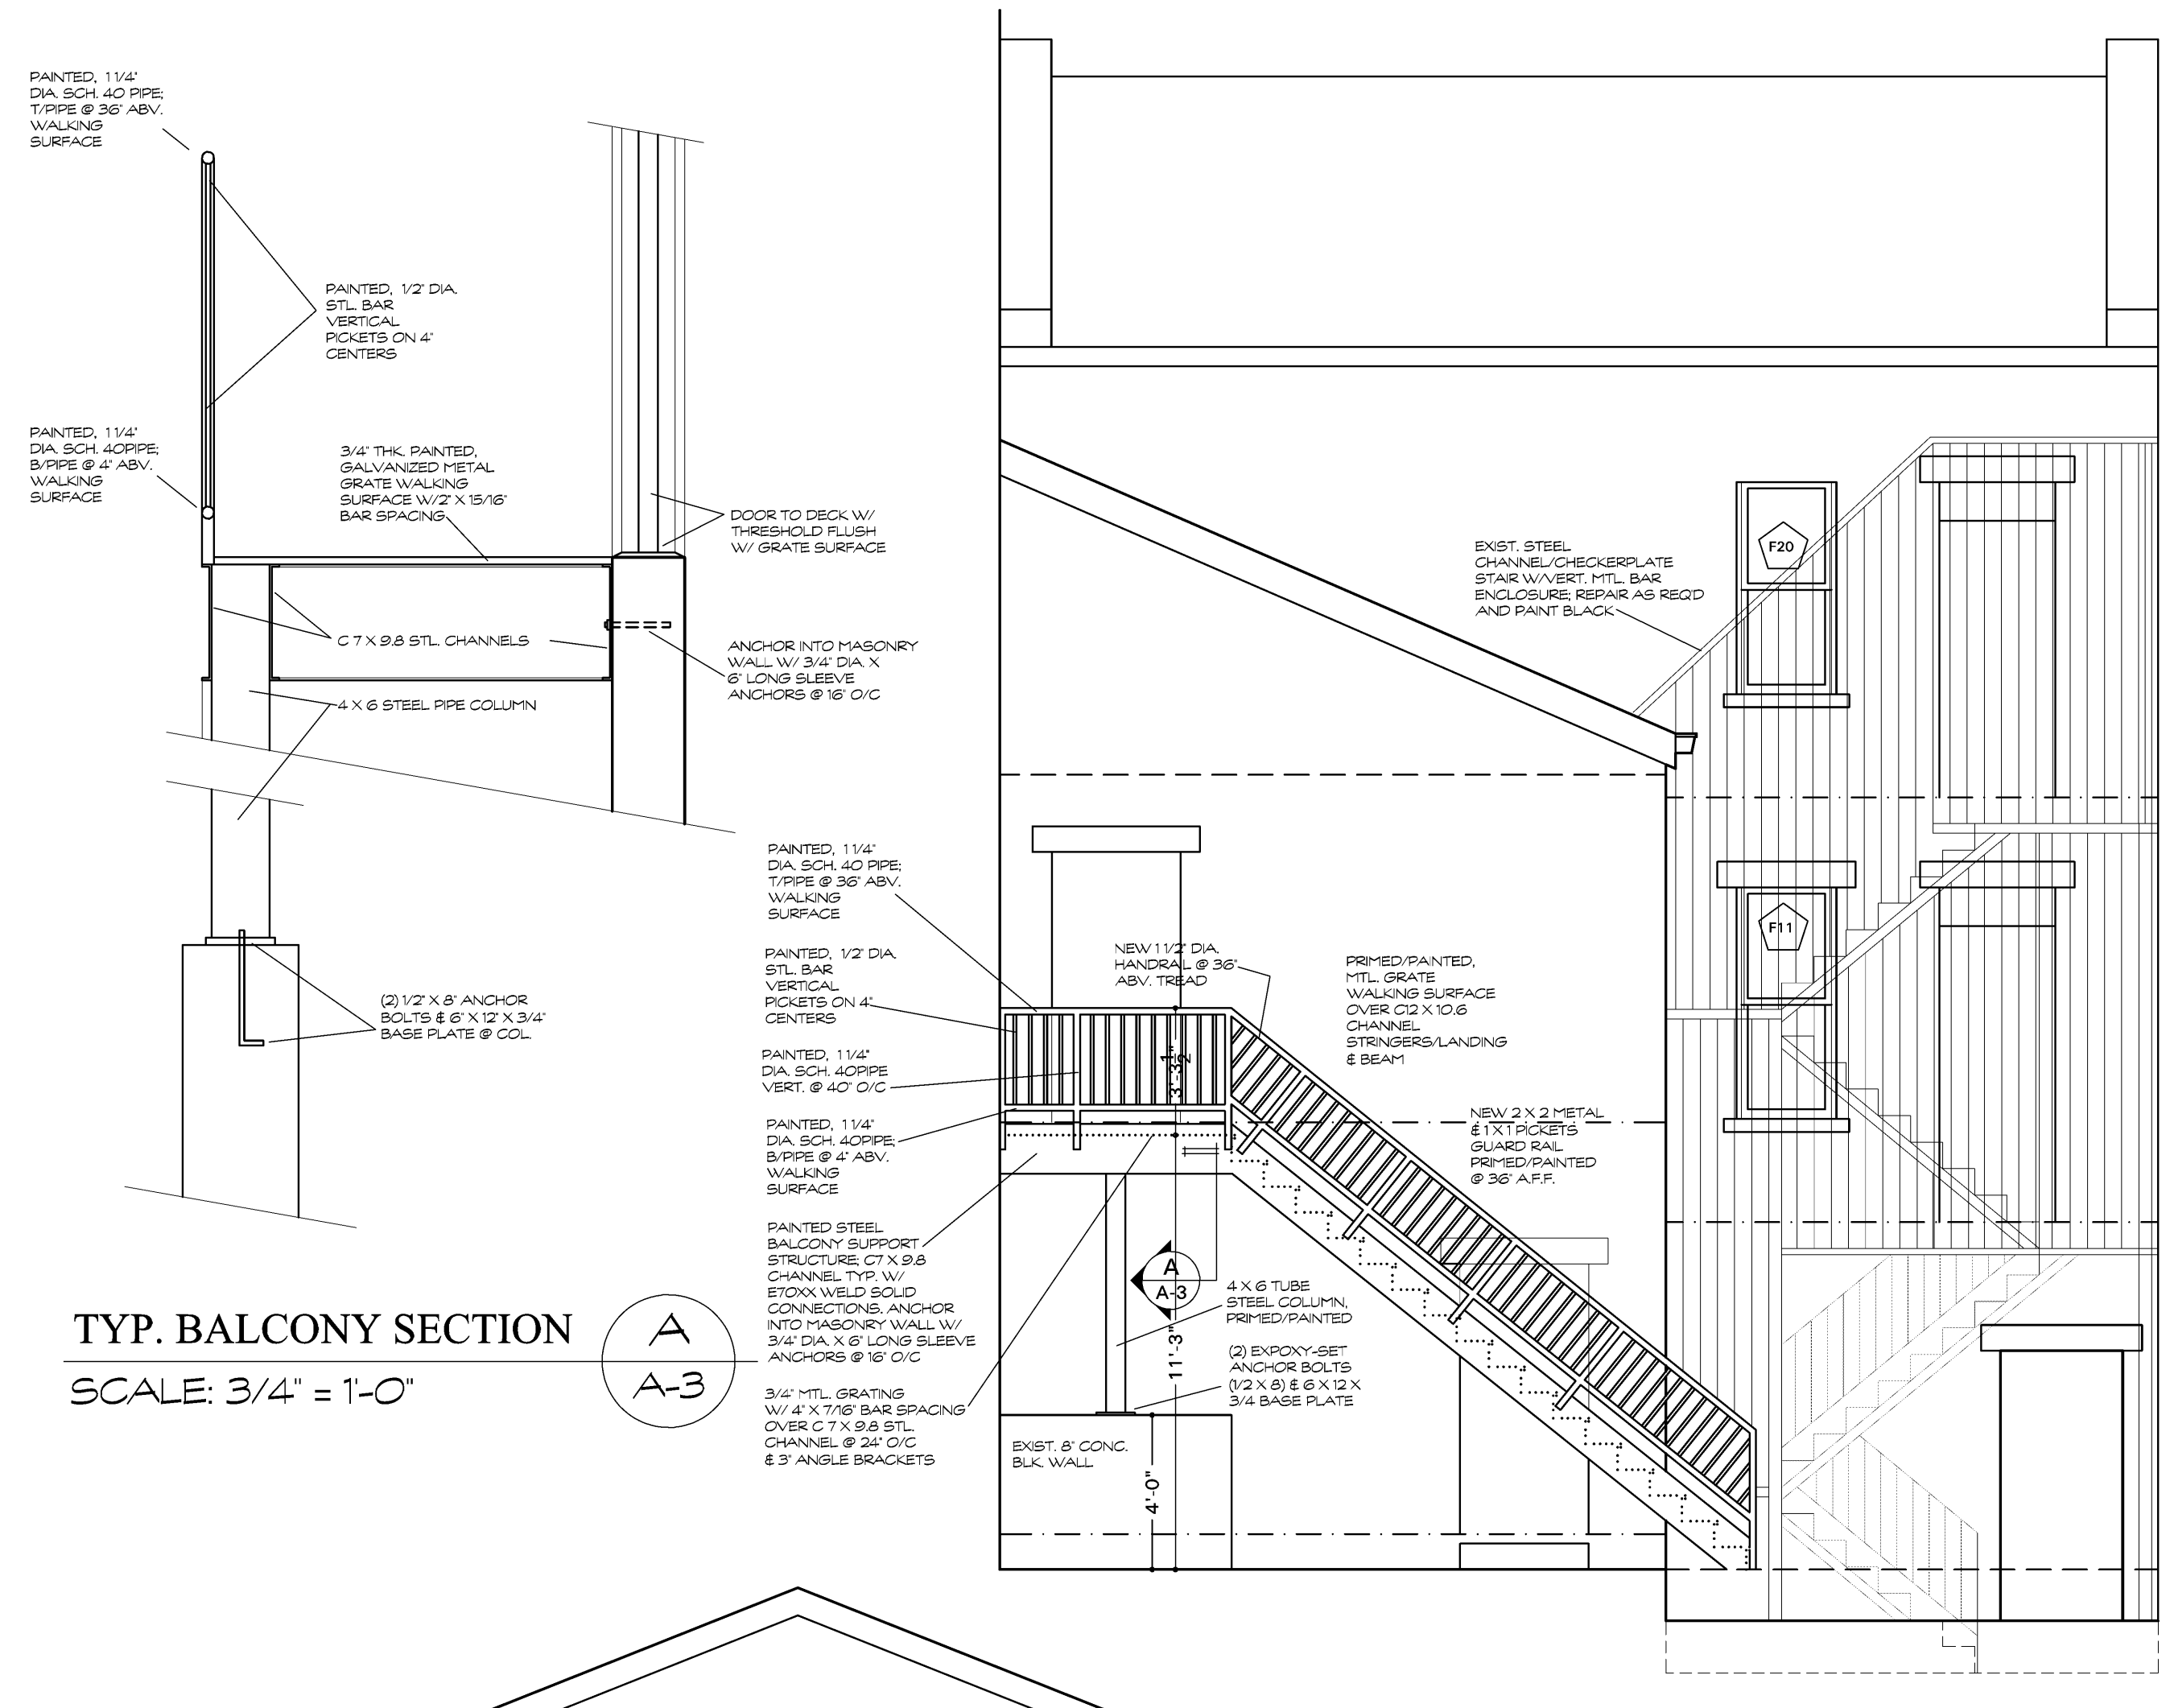 PAINTED, 1 1/4"
DIA. SCH. 40 PIPE;
T/PIPE @ 36" ABV.
WALKING
SURFACE
PAINTED, 1/2" DIA.
STL. BAR
VERTICAL
PICKETS ON 4"
CENTERS
PAINTED, 1 1/4"
DIA. SCH. 40PIPE;
B/PIPE @ 4" ABV.
WALKING
SURFACE
3/4" THK. PAINTED,
GALVANIZED METAL
GRATE WALKING
SURFACE W/2" X 15/16"
BAR SPACING
DOOR TO DECK W/
THRESHOLD FLUSH
W/ GRATE SURFACE
C 7 X 9.8 STL. CHANNELS
ANCHOR INTO MASONRY
WALL W/ 3/4" DIA. X
6" LONG SLEEVE
ANCHORS @ 16" O/C
4 X 6 STEEL PIPE COLUMN
(2) 1/2" X 8" ANCHOR
BOLTS & 6" X 12" X 3/4"
BASE PLATE @ COL.
TYP. BALCONY SECTION
SCALE: 3/4" = 1'-0"
A
A-3
PAINTED, 1 1/4"
DIA. SCH. 40 PIPE;
T/PIPE @ 36" ABV.
WALKING
SURFACE
PAINTED, 1/2" DIA.
STL. BAR
VERTICAL
PICKETS ON 4"
CENTERS
PAINTED, 1 1/4"
DIA. SCH. 40PIPE
VERT. @ 40" O/C
PAINTED, 1 1/4"
DIA. SCH. 40PIPE;
B/PIPE @ 4" ABV.
WALKING
SURFACE
PAINTED STEEL
BALCONY SUPPORT
STRUCTURE; C7 X 9.8
CHANNEL TYP. W/
E70XX WELD SOLID
CONNECTIONS. ANCHOR
INTO MASONRY WALL W/
3/4" DIA. X 6" LONG SLEEVE
ANCHORS @ 16" O/C
3/4" MTL. GRATING
W/ 4" X 7/16" BAR SPACING
OVER C 7 X 9.8 STL.
CHANNEL @ 24" O/C
& 3" ANGLE BRACKETS
EXIST. STEEL
CHANNEL/CHECKERPLATE
STAIR W/VERT. MTL. BAR
ENCLOSURE; REPAIR AS REQ'D
AND PAINT BLACK
F20
F11
NEW 1 1/2" DIA.
HANDRAIL @ 36"
ABV. TREAD
PRIMED/PAINTED,
MTL. GRATE
WALKING SURFACE
OVER C12 X 10.6
CHANNEL
STRINGERS/LANDING
& BEAM
3'-3 1/2"
NEW 2 X 2 METAL
& 1 X 1 PICKETS
GUARD RAIL
PRIMED/PAINTED
@ 36" A.F.F.
A
A-3
4 X 6 TUBE
STEEL COLUMN,
PRIMED/PAINTED
11'-3"
(2) EXPOXY-SET
ANCHOR BOLTS
(1/2 X 8) & 6 X 12 X
3/4 BASE PLATE
EXIST. 8" CONC.
BLK. WALL
4'-0"